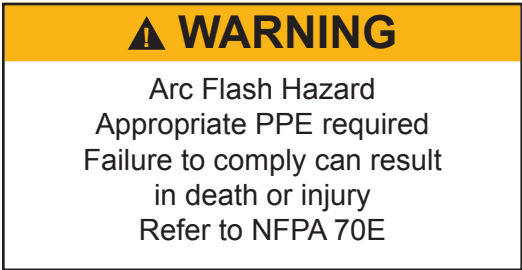 WARNING
Arc Flash Hazard
Appropriate PPE required
Failure to comply can result
in death or injury
Refer to NFPA 70E